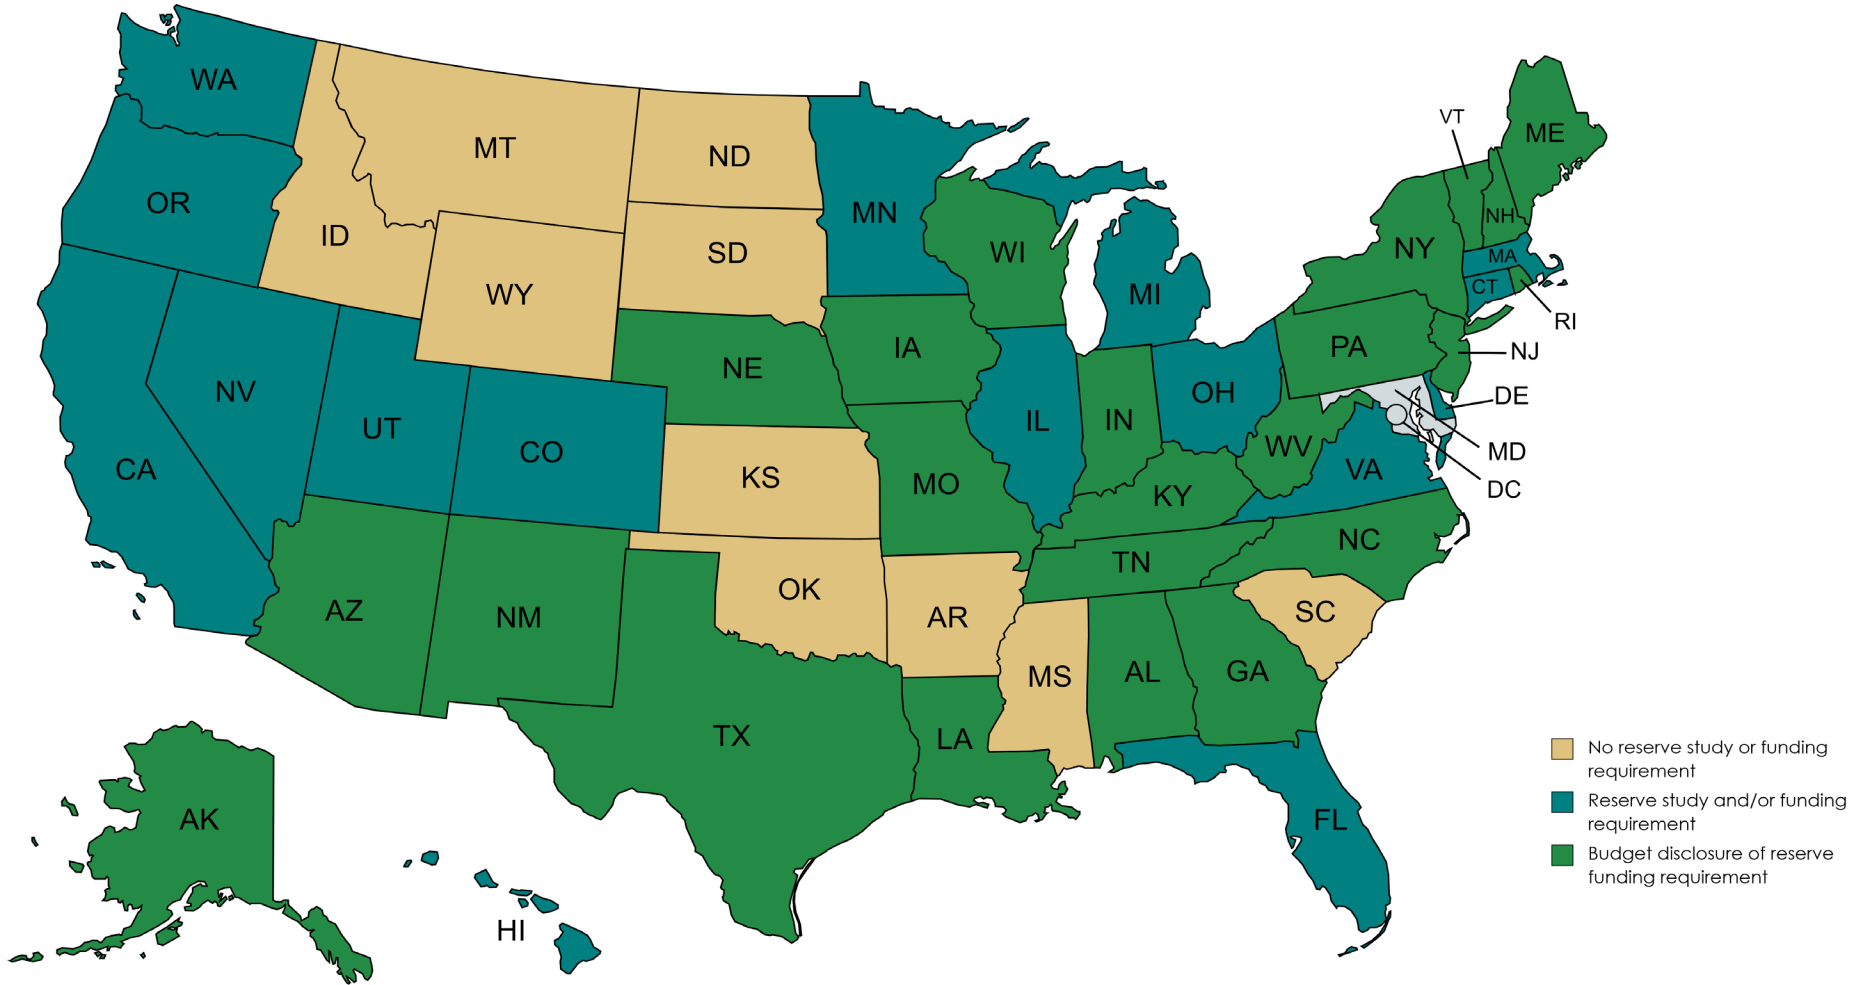 WA
MT
ND
OR
ID
SD
MN
WY
WI
MI
VT
ME
NH
NY
MA
CT
RI
NV
UT
CO
CA
NE
IA
IL
IN
OH
PA
NJ
DE
MD
DC
WV
VA
KS
MO
KY
NC
TN
AZ
NM
OK
AR
SC
MS
AL
GA
TX
LA
FL
AK
HI
No reserve study or funding
requirement
Reserve study and/or funding
requirement
Budget disclosure of reserve
funding requirement